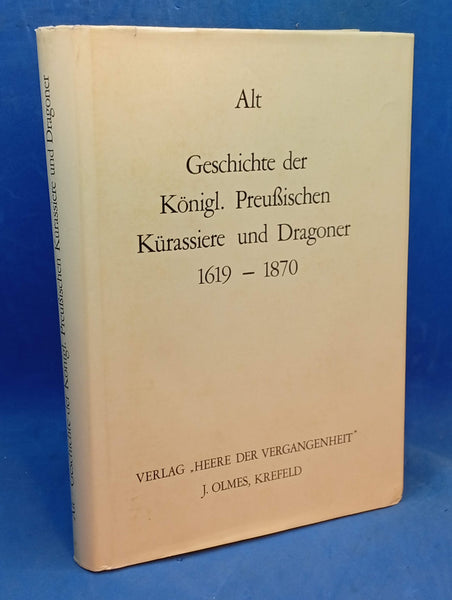 Alt
Geschichte der
Königl. Preußischen
Kürassiere und Dragoner
1619 – 1870
VERLAG „HEERE DER VERGANGENHEIT"
J. OLMES, KREFELD
Alt Geschichte der Königl. Preußischen Kürassiere und Dragoner